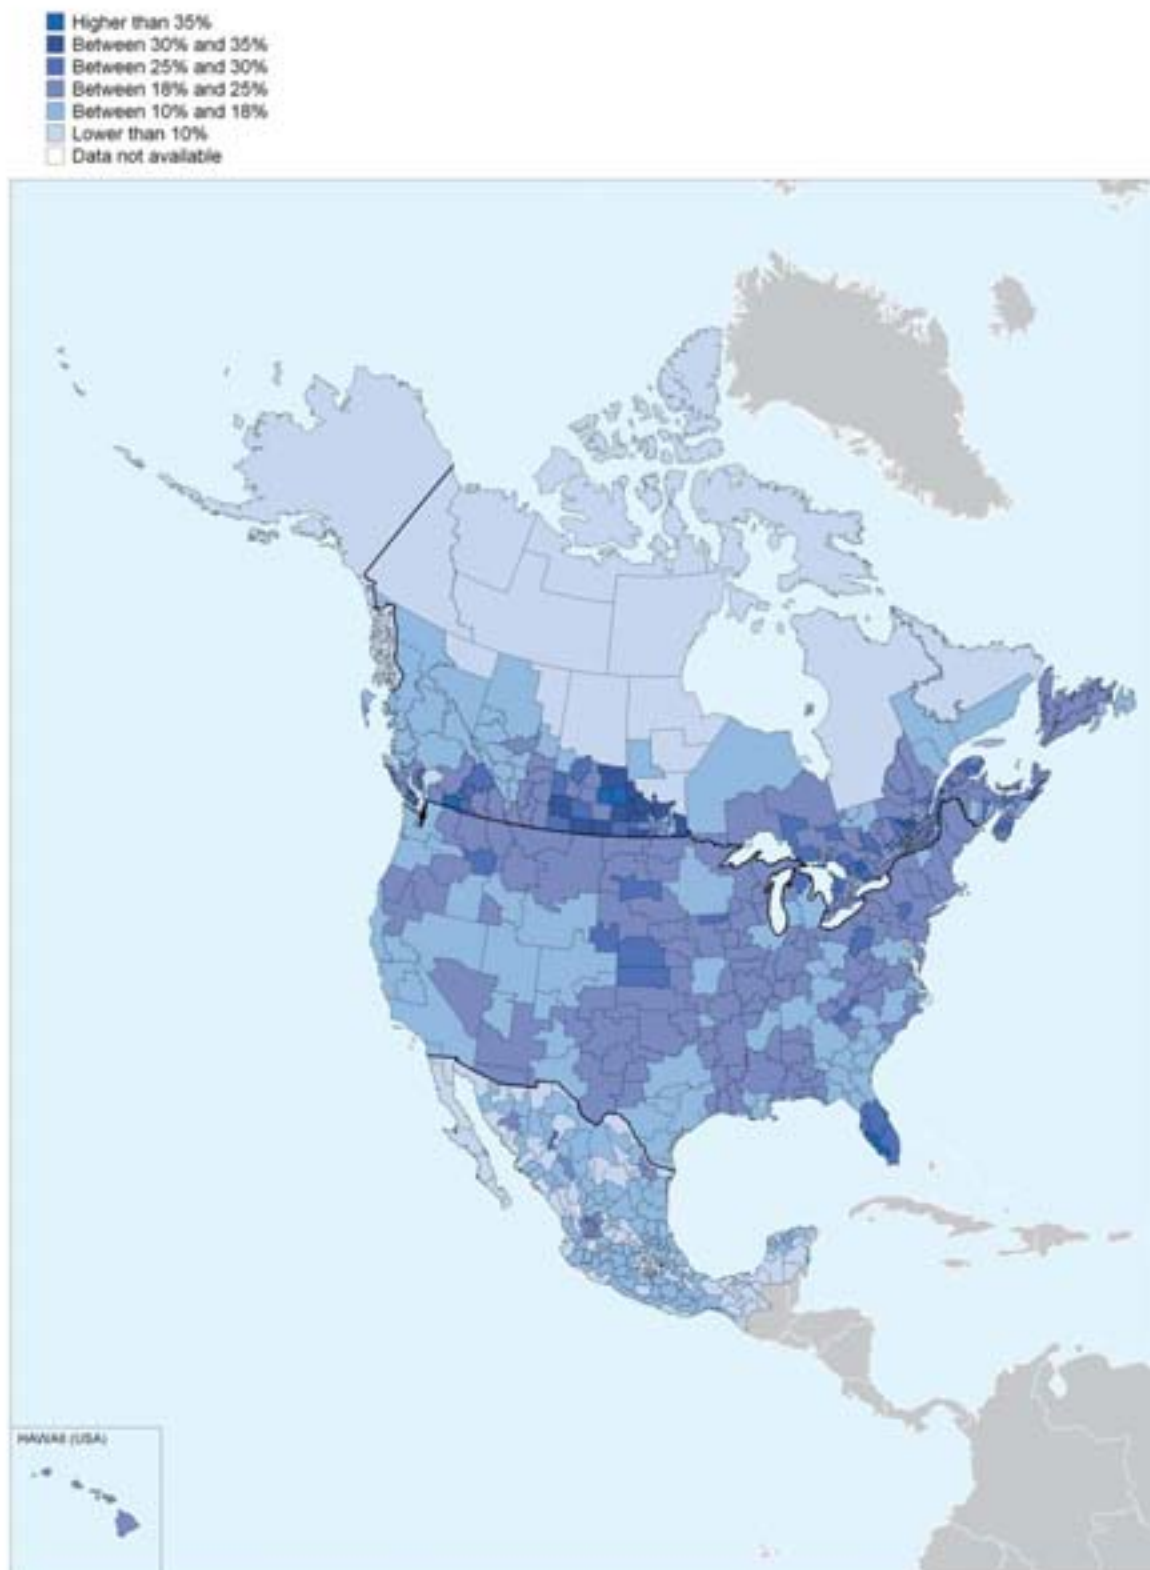 Higher than 35%
Between 30% and 35%
Between 25% and 30%
Between 18% and 25%
Between 10% and 18%
Lower than 10%
Data not available
HAWAII (USA)